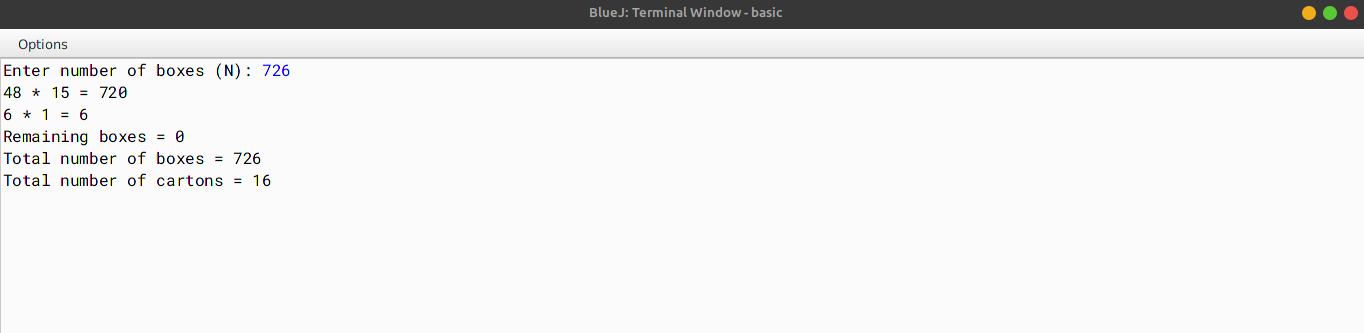 BlueJ: Terminal Window - basic
Options
Enter number of boxes (N): 726
48 * 15 = 720
6 * 1 = 6
Remaining boxes = 0
Total number of boxes = 726
Total number of cartons = 16